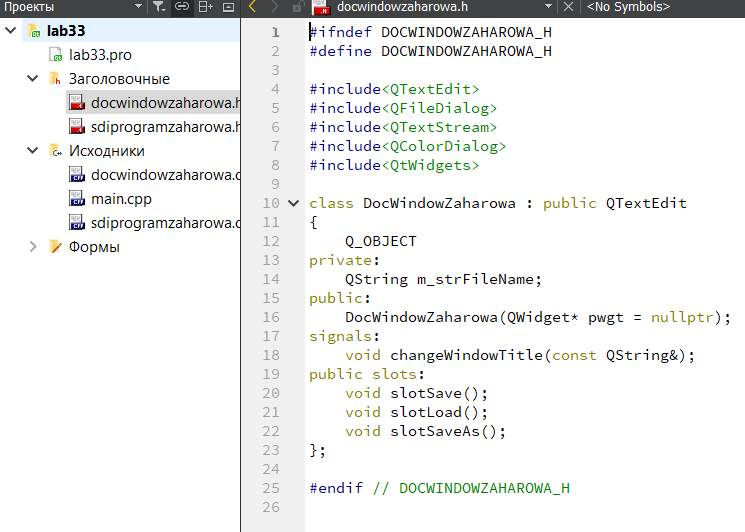 Проекты
docwindowzaharowa.h
<No Symbols>
lab33
lab33.pro
Заголовочные
docwindowzaharowa.h
sdiprogramzaharowa.h
Исходники
docwindowzaharowa.c
main.cpp
sdiprogramzaharowa.c
Формы
1 #ifndef DOCWINDOWZAHAROWA_H
2 #define DOCWINDOWZAHAROWA_H
3
4 #include<QTextEdit>
5 #include<QFileDialog>
6 #include<QTextStream>
7 #include<QColorDialog>
8 #include<QtWidgets>
9
10 class DocWindowZaharowa : public QTextEdit
11 {
12 Q_OBJECT
13 private:
14 QString m_strFileName;
15 public:
16 DocWindowZaharowa(QWidget* pwgt = nullptr);
17 signals:
18 void changeWindowTitle(const QString&);
19 public slots:
20 void slotSave();
21 void slotLoad();
22 void slotSaveAs();
23 };
24
25 #endif // DOCWINDOWZAHAROWA_H
26